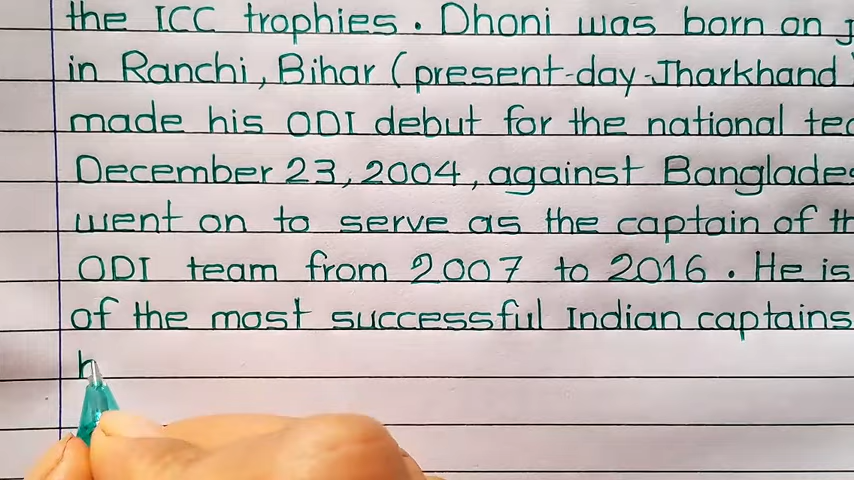 the ICC trophies. Dhoni was born on J
in Ranchi, Bihar (present-day Jharkhand)
made his ODI debut for the national tea
December 23, 2004, against Banglades
went on to serve as the captain of th
ODI team from 2007 to 2016. He is
of the most successful Indian captains
h